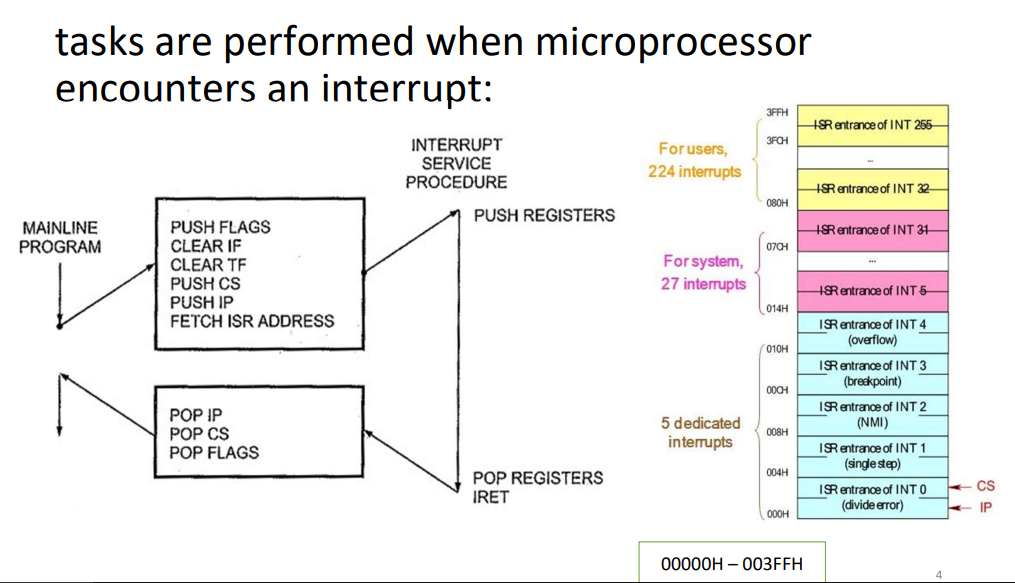 tasks are performed when microprocessor
encounters an interrupt:
MAINLINE
PROGRAM
PUSH FLAGS
CLEAR IF
CLEAR TF
PUSH CS
PUSH IP
FETCH ISR ADDRESS
POP IP
POP CS
POP FLAGS
INTERRUPT
SERVICE
PROCEDURE
PUSH REGISTERS
POP REGISTERS
IRET
For users,
224 interrupts
For system,
27 interrupts
5 dedicated
interrupts
3FFH
3FCH
080H
07CH
014H
010H
00CH
008H
004H
000H
ISR entrance of INT 255
...
ISR entrance of INT 32
ISR entrance of INT 31
...
ISR entrance of INT 5
ISR entrance of INT 4
(overflow)
ISR entrance of INT 3
(breakpoint)
ISR entrance of INT 2
(NMI)
ISR entrance of INT 1
(single step)
ISR entrance of INT 0
(divide error)
CS
IP
00000H – 003FFH
4